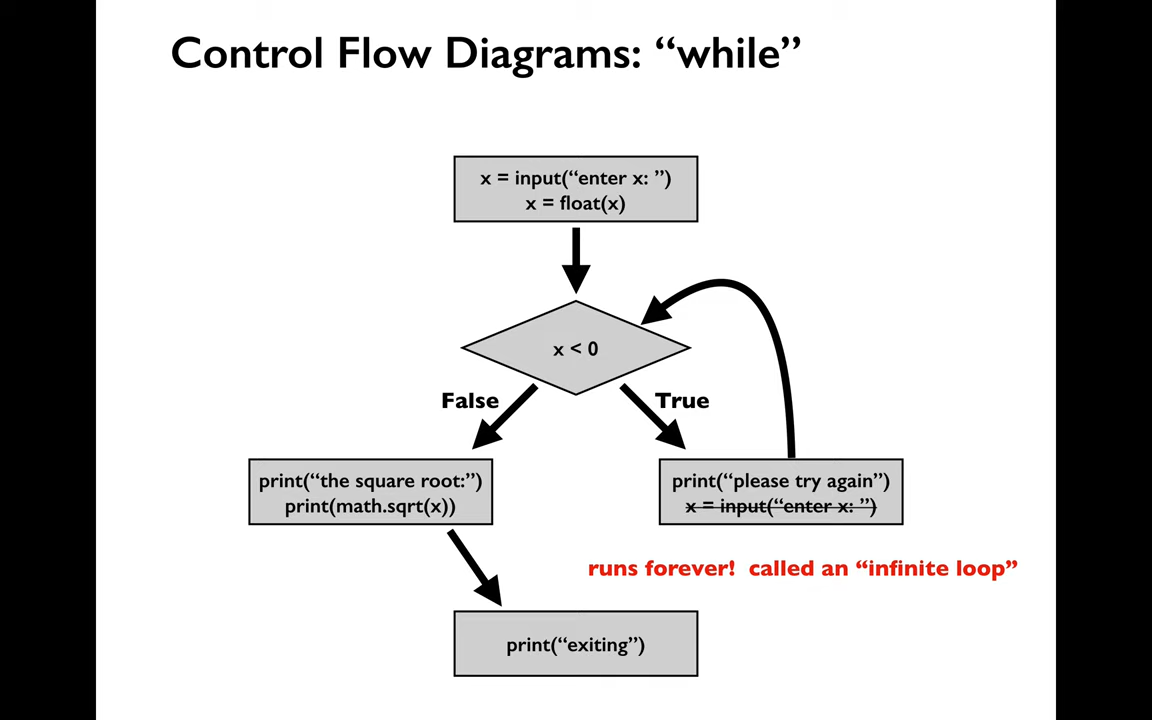 Control Flow Diagrams: “while”
x = input(“enter x: ”)
x = float(x)
x < 0
False
True
print(“the square root:”)
print(math.sqrt(x))
print(“please try again”)
x = input(“enter x: ”)
runs forever! called an “infinite loop”
print(“exiting”)